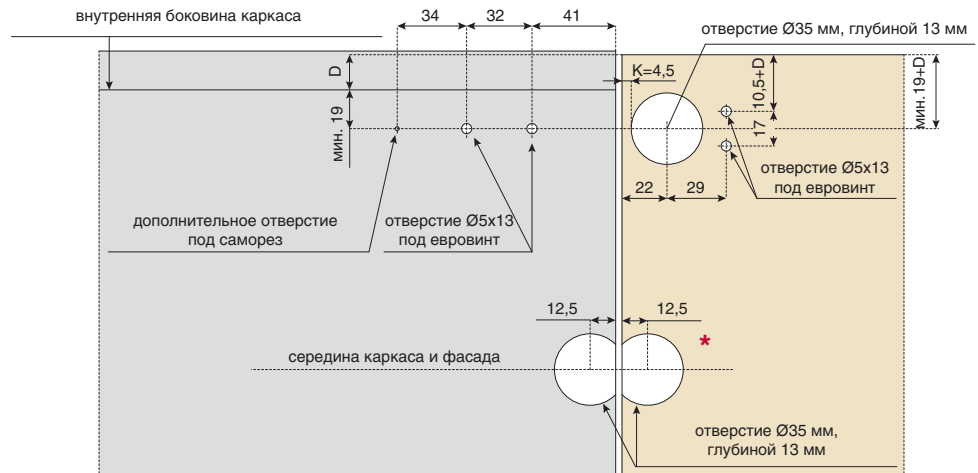 внутренняя боковина каркаса
34
32
41
отверстие Ø35 мм, глубиной 13 мм
D
K=4,5
10,5+D
мин.19+D
мин. 19
17
отверстие Ø5x13
под евровинт
22
29
дополнительное отверстие
под саморез
отверстие Ø5x13
под евровинт
12,5
12,5
*
середина каркаса и фасада
отверстие Ø35 мм,
глубиной 13 мм